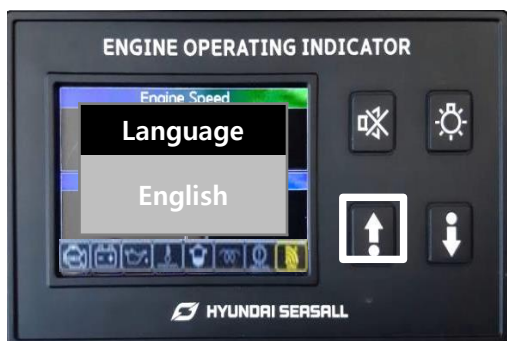 ENGINE OPERATING INDICATOR
Engine Speed
Language
English
HYUNDAI SEASALL